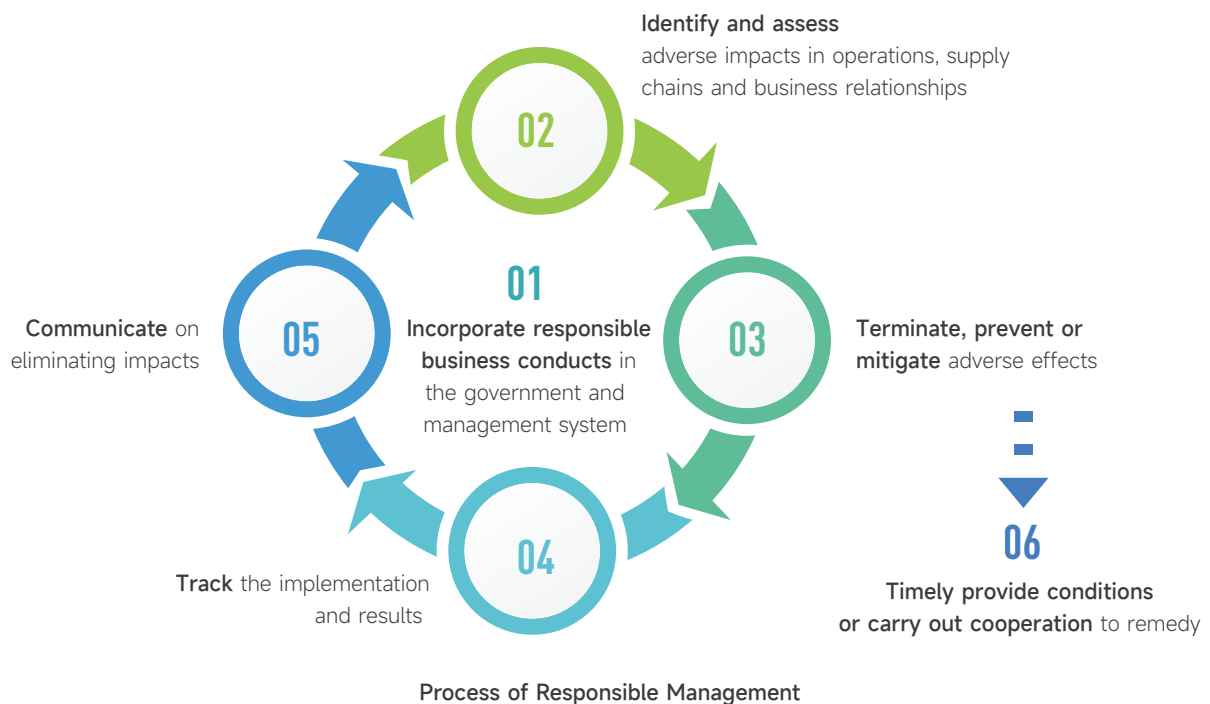 Identify and assess
adverse impacts in operations, supply
chains and business relationships
02
01
Incorporate responsible
business conducts in
the government and
management system
05
Communicate on
eliminating impacts
03
Terminate, prevent or
mitigate adverse effects
04
Track the implementation
and results
06
Timely provide conditions
or carry out cooperation to remedy
Process of Responsible Management